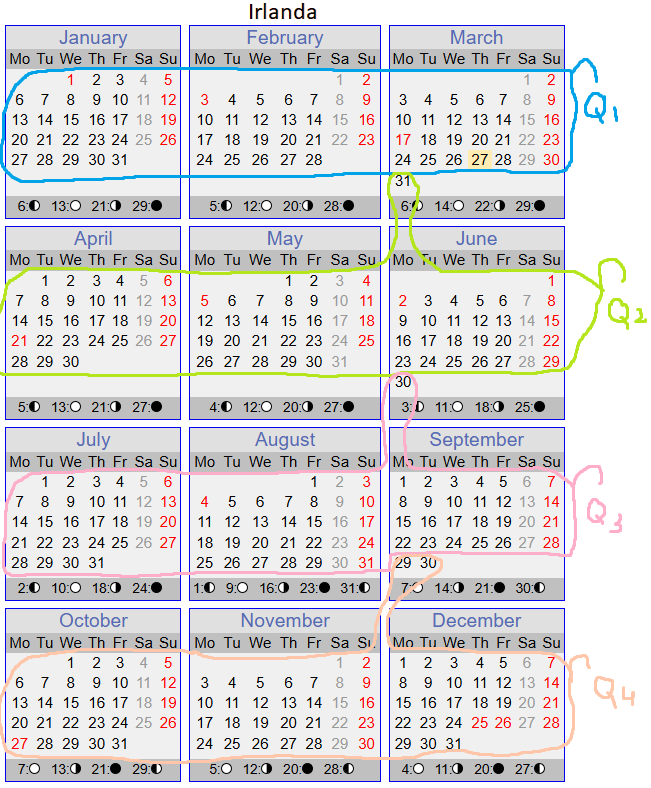 Irlanda
January
Mo Tu We Th Fr Sa Su
1 2 3 4 5
6 7 8 9 10 11 12
13 14 15 16 17 18 19
20 21 22 23 24 25 26
27 28 29 30 31
6:◐ 13:○ 21:◑ 29:●
February
Mo Tu We Th Fr Sa Su
1 2
3 4 5 6 7 8 9
10 11 12 13 14 15 16
17 18 19 20 21 22 23
24 25 26 27 28
5:◐ 12:○ 20:◑ 28:●
March
Mo Tu We Th Fr Sa Su
1 2
3 4 5 6 7 8 9
10 11 12 13 14 15 16
17 18 19 20 21 22 23
24 25 26 27 28 29 30
31
6:◐ 14:○ 22:◑ 29:●
Q1
April
Mo Tu We Th Fr Sa Su
1 2 3 4 5 6
7 8 9 10 11 12 13
14 15 16 17 18 19 20
21 22 23 24 25 26 27
28 29 30
5:◐ 13:○ 21:◑ 27:●
May
Mo Tu We Th Fr Sa Su
1 2 3 4
5 6 7 8 9 10 11
12 13 14 15 16 17 18
19 20 21 22 23 24 25
26 27 28 29 30 31
4:◐ 12:○ 20:◑ 27:●
June
Mo Tu We Th Fr Sa Su
1
2 3 4 5 6 7 8
9 10 11 12 13 14 15
16 17 18 19 20 21 22
23 24 25 26 27 28 29
30
3:◐ 11:○ 18:◑ 25:●
Q2
July
Mo Tu We Th Fr Sa Su
1 2 3 4 5 6
7 8 9 10 11 12 13
14 15 16 17 18 19 20
21 22 23 24 25 26 27
28 29 30 31
2:◐ 10:○ 18:◑ 24:●
August
Mo Tu We Th Fr Sa Su
1 2 3
4 5 6 7 8 9 10
11 12 13 14 15 16 17
18 19 20 21 22 23 24
25 26 27 28 29 30 31
1:◐ 9:○ 16:◑ 23:● 31:◐
September
Mo Tu We Th Fr Sa Su
1 2 3 4 5 6 7
8 9 10 11 12 13 14
15 16 17 18 19 20 21
22 23 24 25 26 27 28
29 30
7:○ 14:◑ 21:● 30:◐
Q3
October
Mo Tu We Th Fr Sa Su
1 2 3 4 5
6 7 8 9 10 11 12
13 14 15 16 17 18 19
20 21 22 23 24 25 26
27 28 29 30 31
7:○ 13:◑ 21:● 29:◐
November
Mo Tu We Th Fr Sa Su
1 2
3 4 5 6 7 8 9
10 11 12 13 14 15 16
17 18 19 20 21 22 23
24 25 26 27 28 29 30
5:○ 12:◑ 20:● 28:◐
December
Mo Tu We Th Fr Sa Su
1 2 3 4 5 6 7
8 9 10 11 12 13 14
15 16 17 18 19 20 21
22 23 24 25 26 27 28
29 30 31
4:○ 11:◑ 20:● 27:◐
Q4